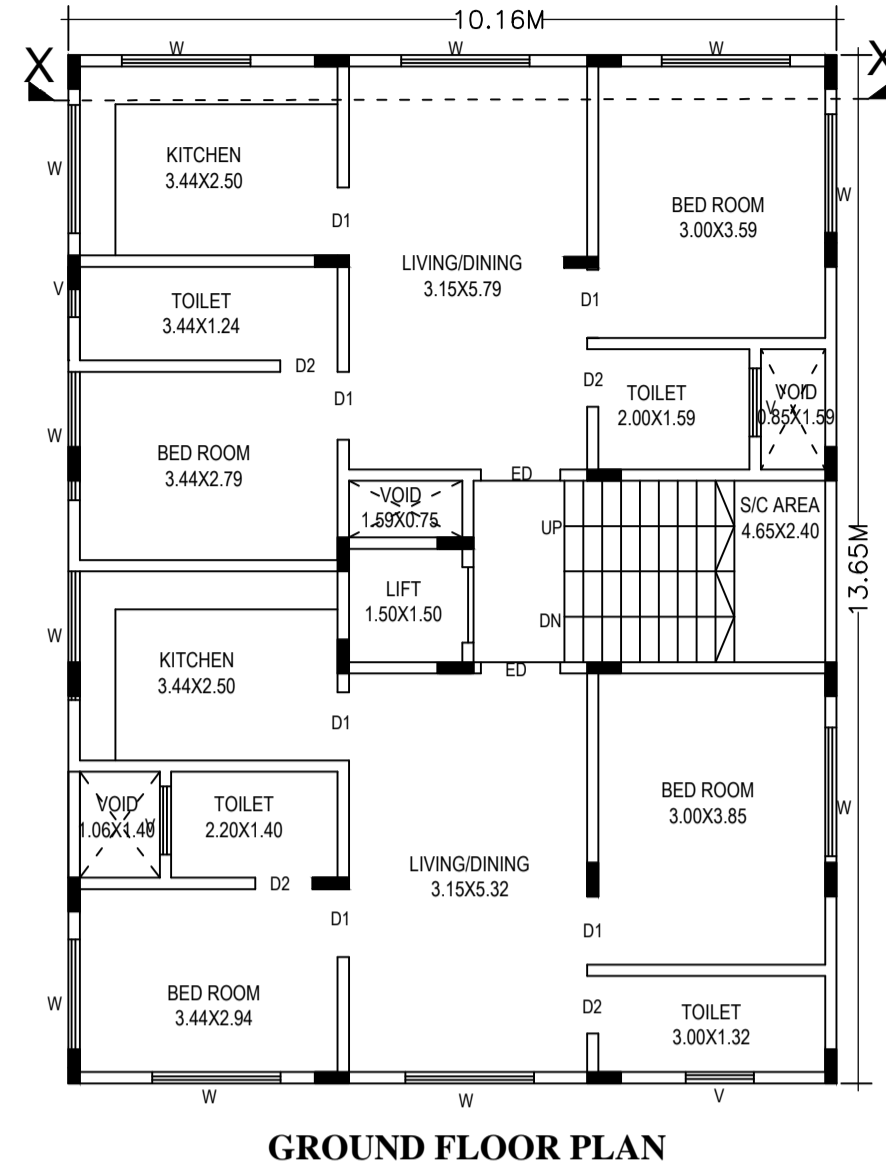 10.16M
W
W
W
X
X
KITCHEN
3.44X2.50
W
W
BED ROOM
3.00X3.59
D1
LIVING/DINING
3.15X5.79
V
TOILET
3.44X1.24
D1
D2
D1
D2
TOILET
2.00X1.59
VOID
0.85X1.59
V
W
BED ROOM
3.44X2.79
ED
VOID
1.59X0.75
UP
S/C AREA
4.65X2.40
13.65M
LIFT
1.50X1.50
DN
W
KITCHEN
3.44X2.50
ED
D1
BED ROOM
3.00X3.85
W
VOID
1.06X1.40
V
TOILET
2.20X1.40
LIVING/DINING
3.15X5.32
D2
D1
D1
W
BED ROOM
3.44X2.94
D2
TOILET
3.00X1.32
W
W
V
GROUND FLOOR PLAN